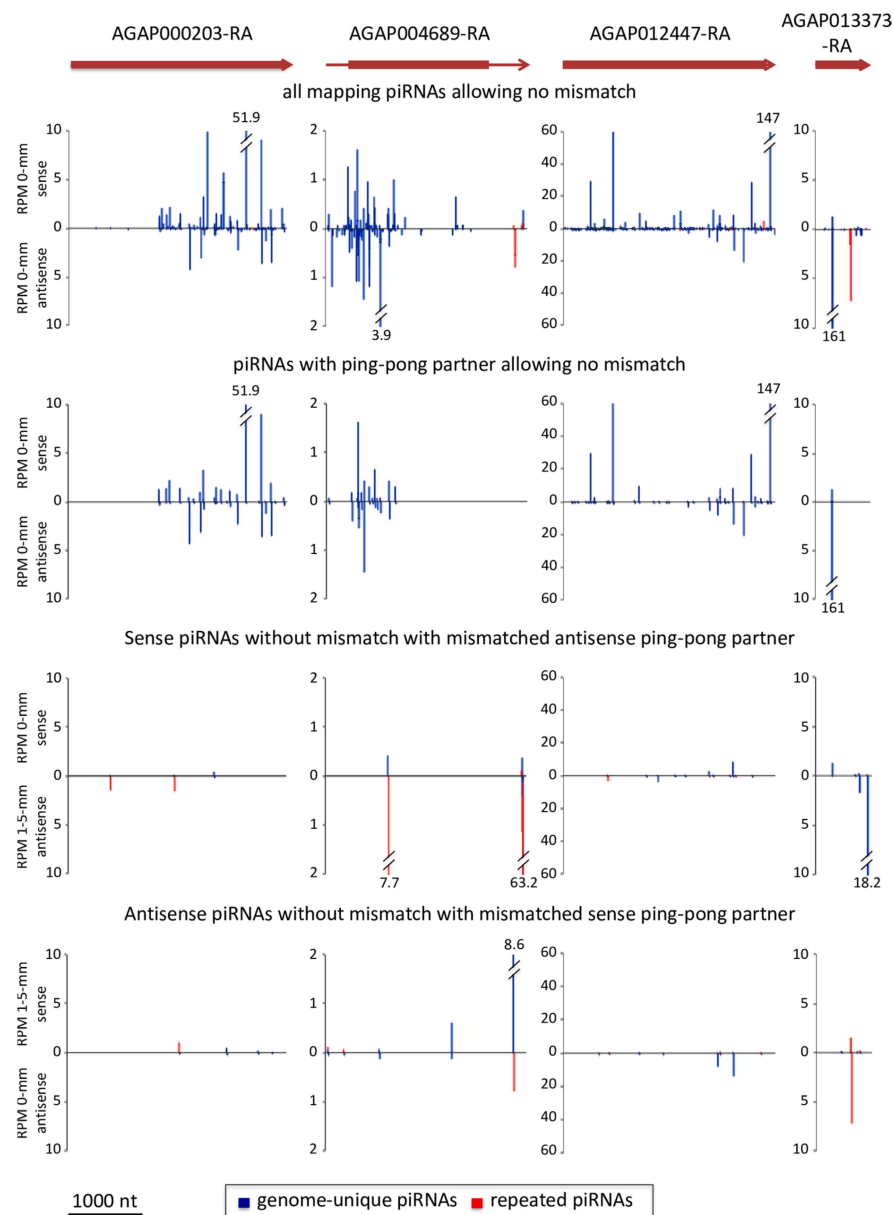 AGAP000203-RA AGAP004689-RA AGAP012447-RA AGAP013373
-RA
all mapping piRNAs allowing no mismatch
51.9 147
10 2 60 10
RPM 0-mm
sense
5 1 40 5
20
0 0 0 0
RPM 0-mm
antisense
5 1 20 5
40
10 2 60 10
3.9 161
piRNAs with ping-pong partner allowing no mismatch
51.9 147
10 2 60 10
RPM 0-mm
sense
5 1 40 5
20
0 0 0 0
RPM 0-mm
antisense
5 1 20 5
40
10 2 60 10
161
Sense piRNAs without mismatch with mismatched antisense ping-pong partner
10 2 60 10
RPM 0-mm
sense
5 1 40 5
20
0 0 0 0
RPM 1-5-mm
antisense
5 1 20 5
40
10 2 60 10
7.7 63.2 18.2
Antisense piRNAs without mismatch with mismatched sense ping-pong partner
8.6
10 2 60 10
RPM 1-5-mm
sense
5 1 40 5
20
0 0 0 0
RPM 0-mm
antisense
5 1 20 5
40
10 2 60 10
1000 nt
genome-unique piRNAs repeated piRNAs